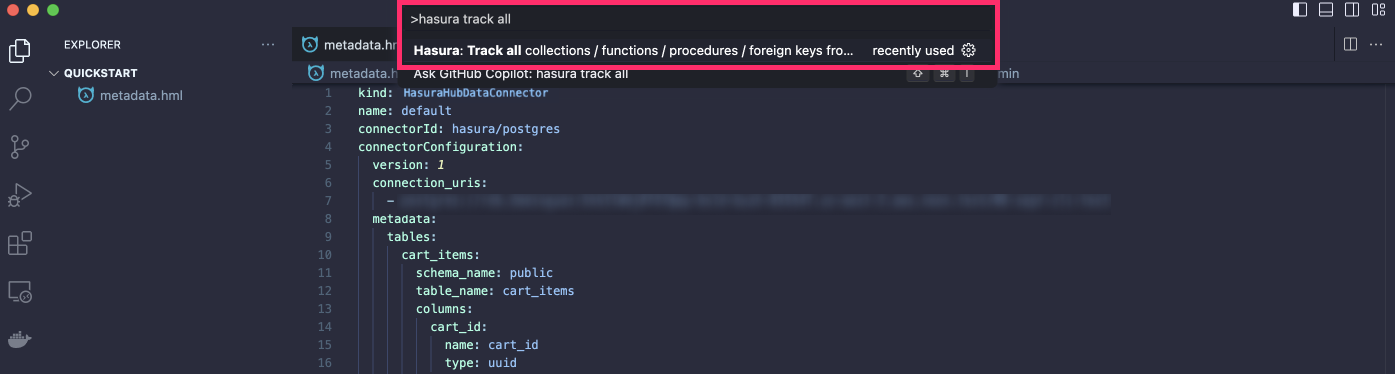 >hasura track all
Hasura: Track all collections / functions / procedures / foreign keys fro... recently used
Ask GitHub Copilot: hasura track all
EXPLORER
QUICKSTART
metadata.hml
metadata.hm
metadata.h
min
1 kind: HasuraHubDataConnector
2 name: default
3 connectorId: hasura/postgres
4 connectorConfiguration:
5 version: 1
6 connection_uris:
7 -
8 metadata:
9 tables:
10 cart_items:
11 schema_name: public
12 table_name: cart_items
13 columns:
14 cart_id:
15 name: cart_id
16 type: uuid